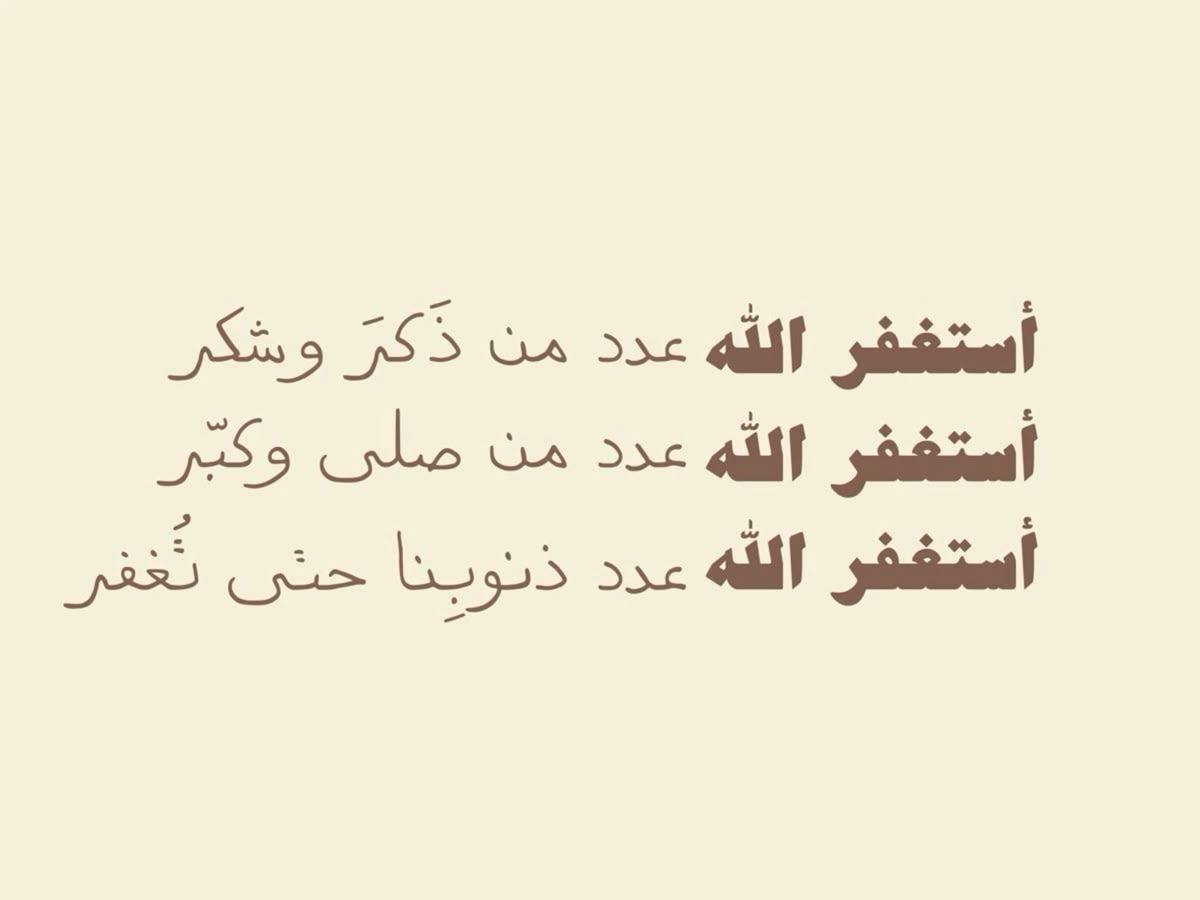 أستغفر الله عدد من ذَكرَ وشكر
أستغفر الله عدد من صلى وكبّر
أستغفر الله عدد ذنوبِنا حتى تُغفر